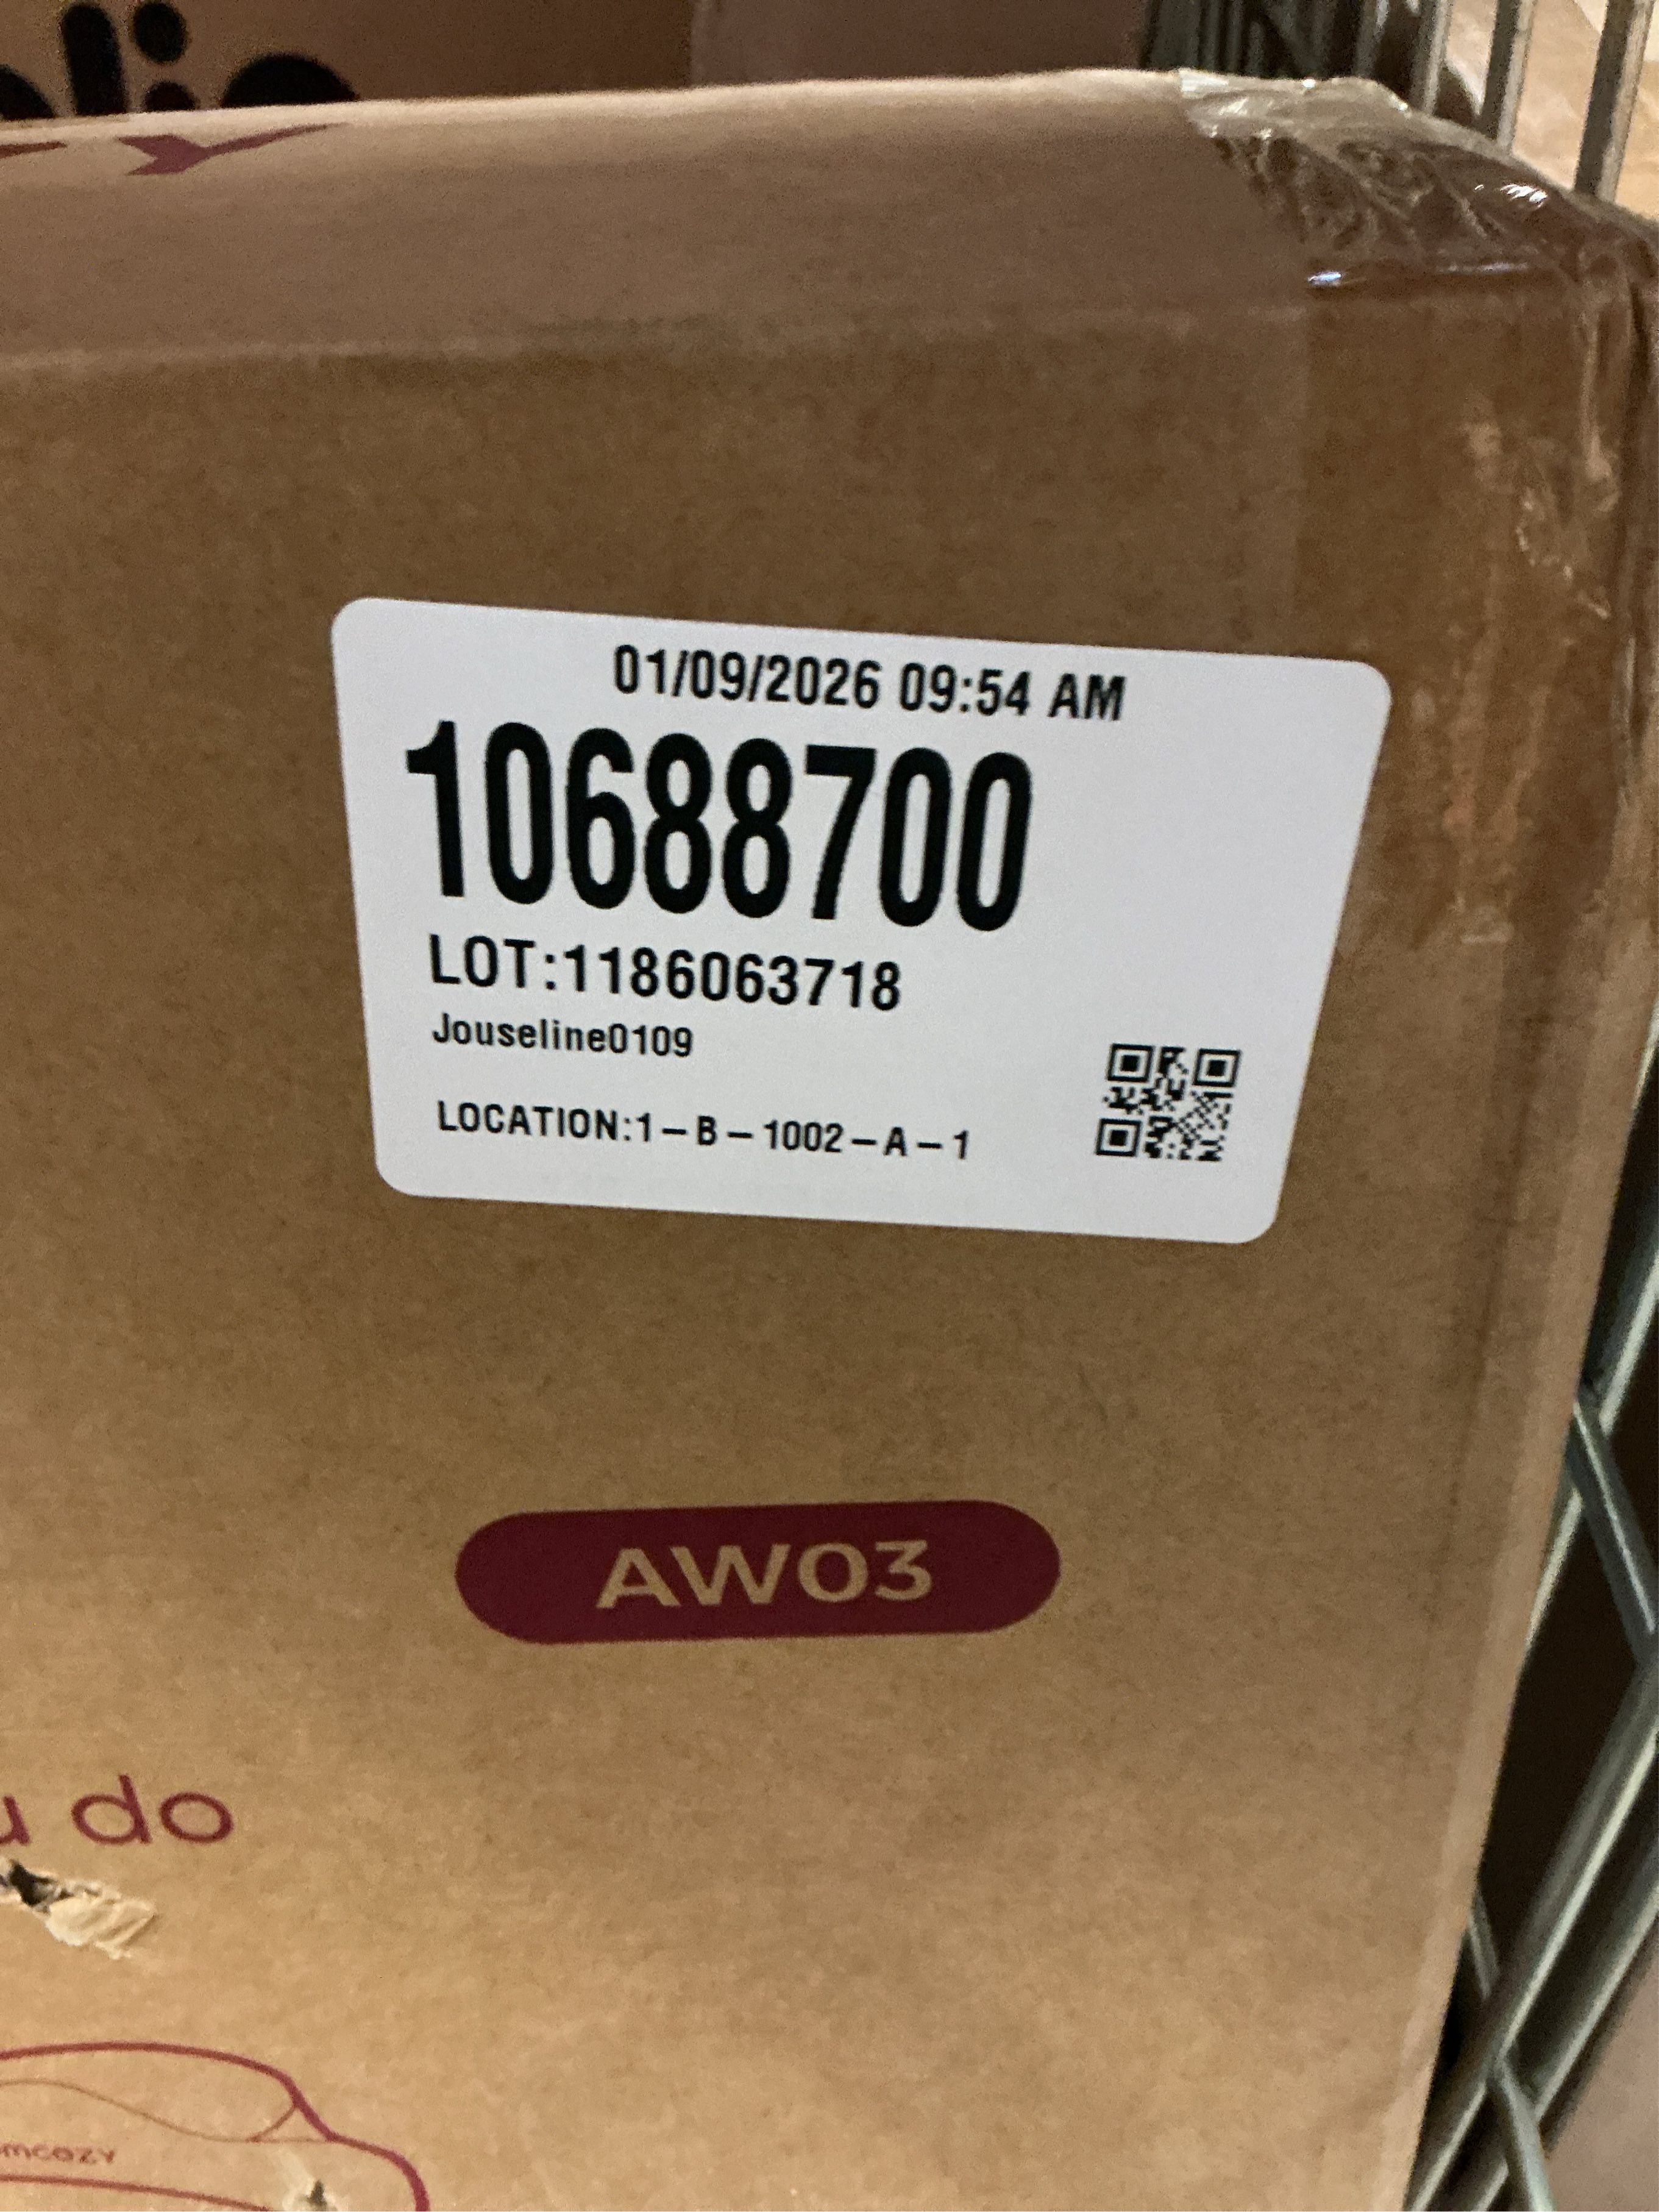 01/09/2026 09:54 AM
10688700
LOT:1186063718
Jouseline0109
LOCATION:1-B-1002-A-1
AW03
do